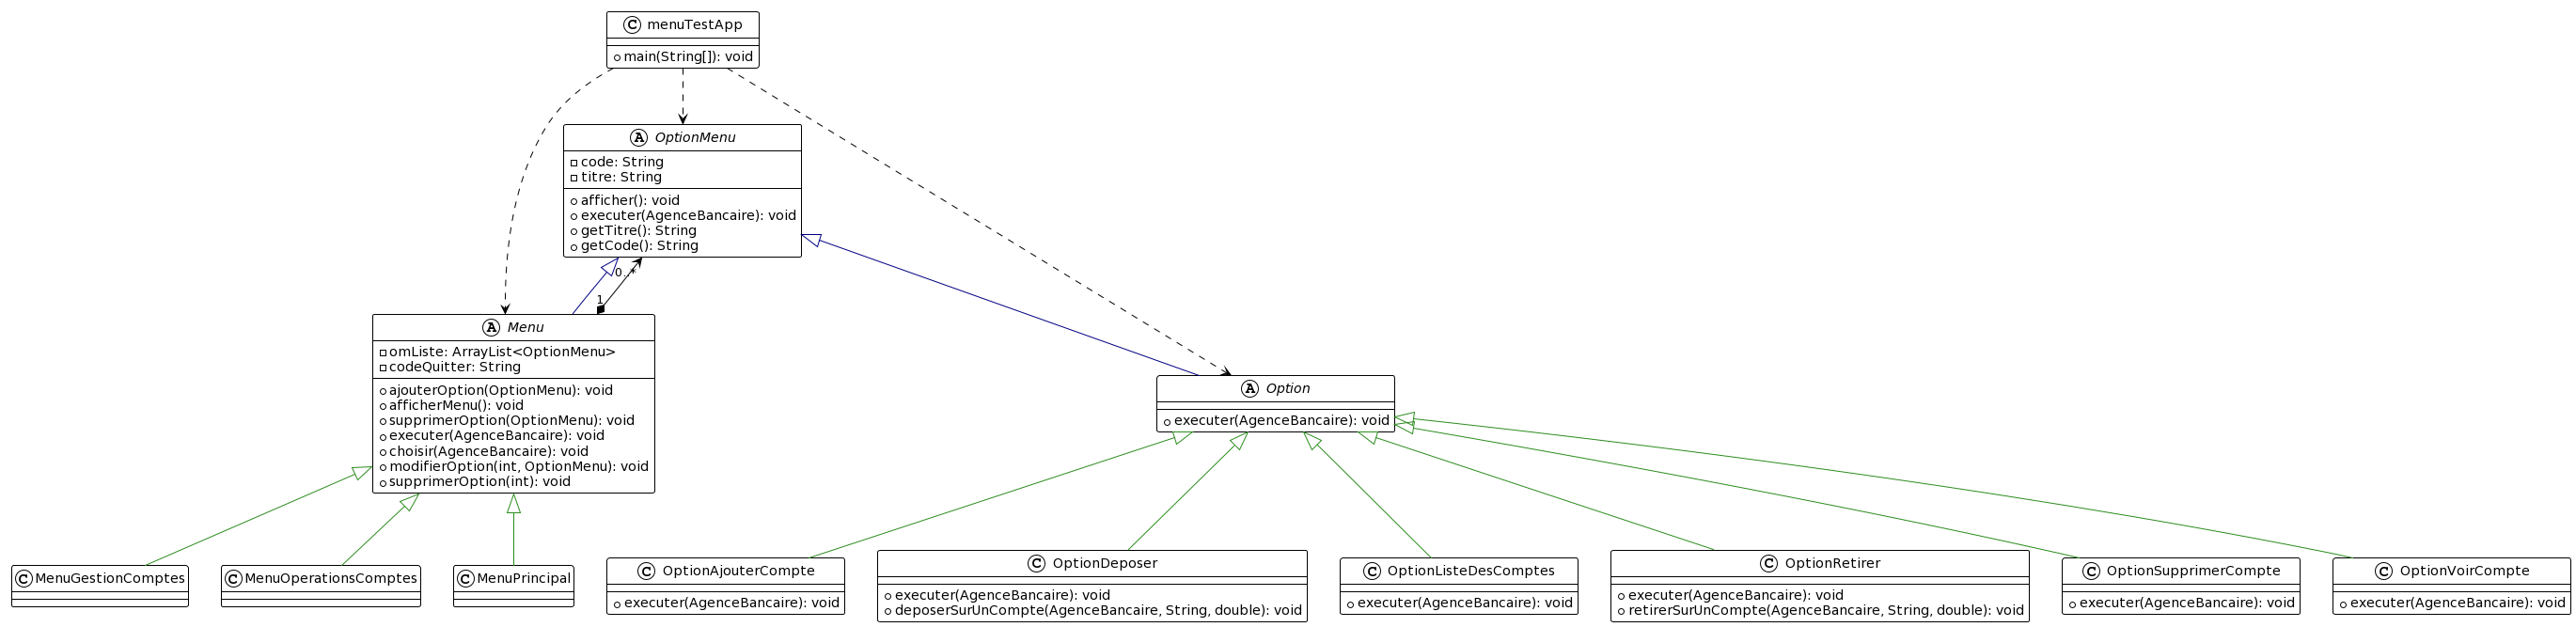 C menuTestApp
main(String[]): void
A OptionMenu
code: String
titre: String
afficher(): void
executer(AgenceBancaire): void
getTitre(): String
getCode(): String
0..*
1
A Menu
omListe: ArrayList<OptionMenu>
codeQuitter: String
ajouterOption(OptionMenu): void
afficherMenu(): void
supprimerOption(OptionMenu): void
executer(AgenceBancaire): void
choisir(AgenceBancaire): void
modifierOption(int, OptionMenu): void
supprimerOption(int): void
A Option
executer(AgenceBancaire): void
C MenuGestionComptes
C MenuOperationsComptes
C MenuPrincipal
C OptionAjouterCompte
executer(AgenceBancaire): void
C OptionDeposer
executer(AgenceBancaire): void
deposerSurUnCompte(AgenceBancaire, String, double): void
C OptionListeDesComptes
executer(AgenceBancaire): void
C OptionRetirer
executer(AgenceBancaire): void
retirerSurUnCompte(AgenceBancaire, String, double): void
C OptionSupprimerCompte
executer(AgenceBancaire): void
C OptionVoirCompte
executer(AgenceBancaire): void